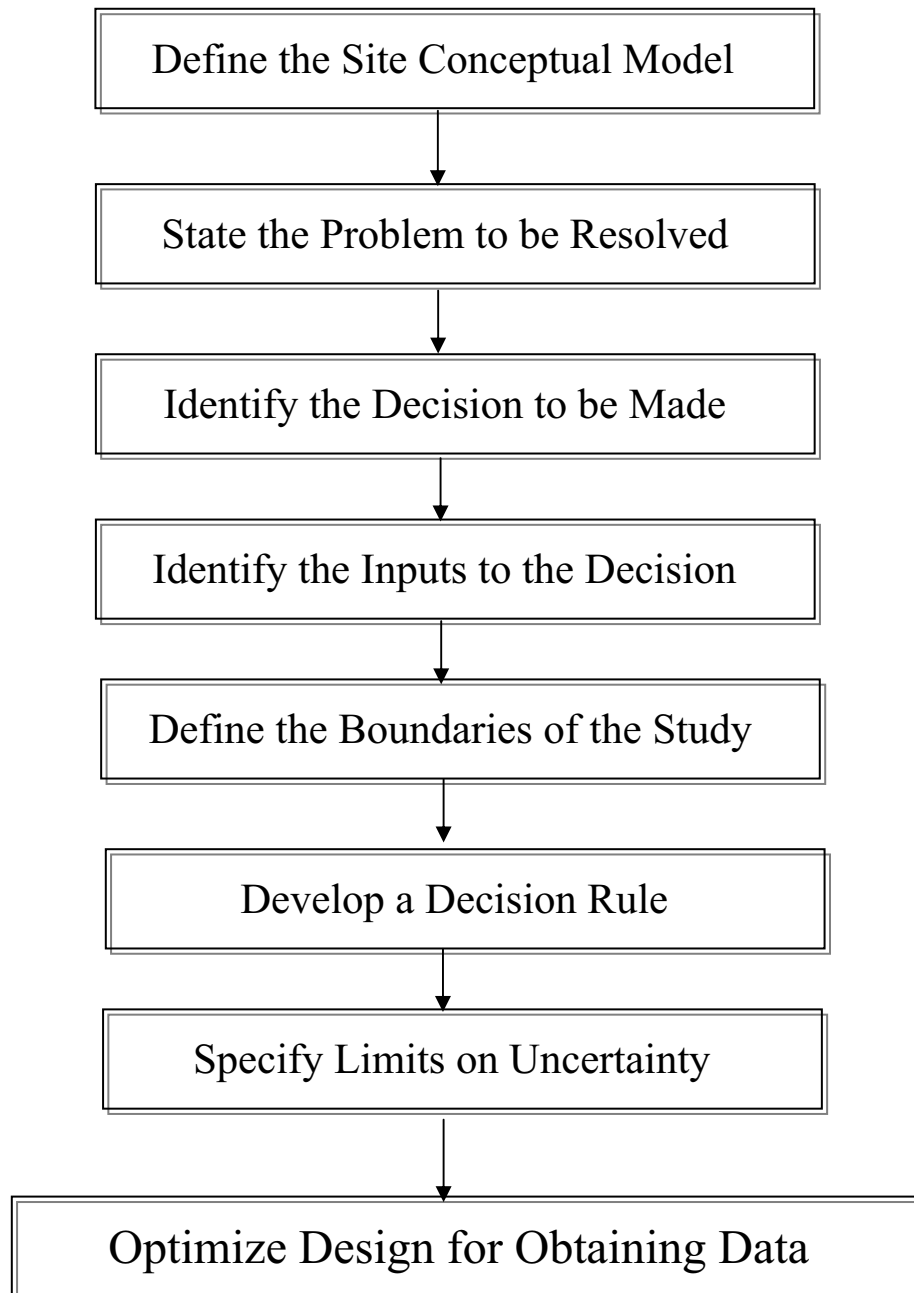 Define the Site Conceptual Model
State the Problem to be Resolved
Identify the Decision to be Made
Identify the Inputs to the Decision
Define the Boundaries of the Study
Develop a Decision Rule
Specify Limits on Uncertainty
Optimize Design for Obtaining Data